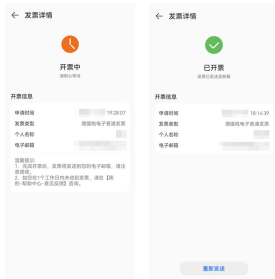 发票详情
开票中
请耐心等待
开票信息
申请时间 19:28:07
发票类型 增值税电子普通发票
个人名称
电子邮箱
温馨提示
1、完成开票后，发票将发送到您的电子邮箱，请注
意查收。
2、如您在1个工作日内未收到发票，请在【我
的-帮助中心-意见反馈】咨询。
发票详情
已开票
发票已发送至邮箱
开票信息
申请时间 18:14:39
发票类型 增值税电子普通发票
个人名称
电子邮箱
重新发送